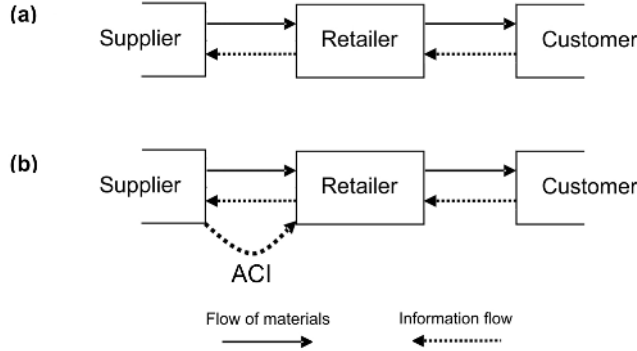 (a)
Supplier Retailer Customer
(b)
Supplier Retailer Customer
ACI
Flow of materials Information flow